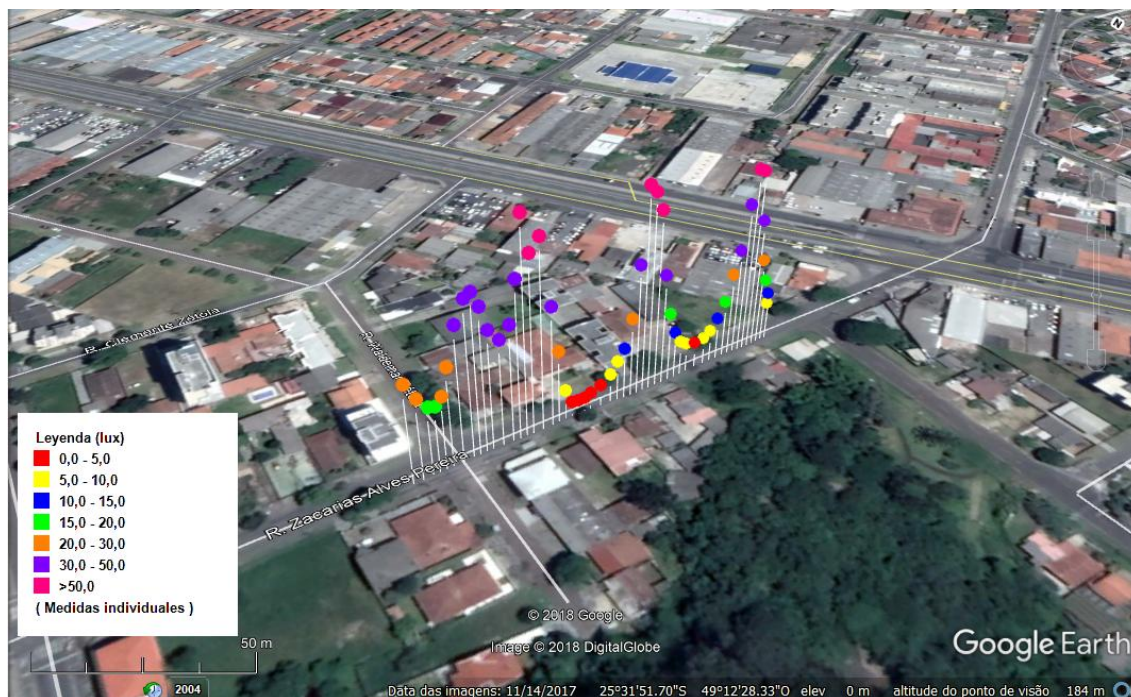 N
R. Clemente Zétola
R. Zacarias Alves Pereira
Leyenda (lux)
0,0 - 5,0
5,0 - 10,0
10,0 - 15,0
15,0 - 20,0
20,0 - 30,0
30,0 - 50,0
>50,0
( Medidas individuales )
50 m
© 2018 Google
Image © 2018 DigitalGlobe
Google Earth
2004
Data das imagens: 11/14/2017 25°31'51.70"S 49°12'28.33"O elev 0 m altitude do ponto de visão 184 m